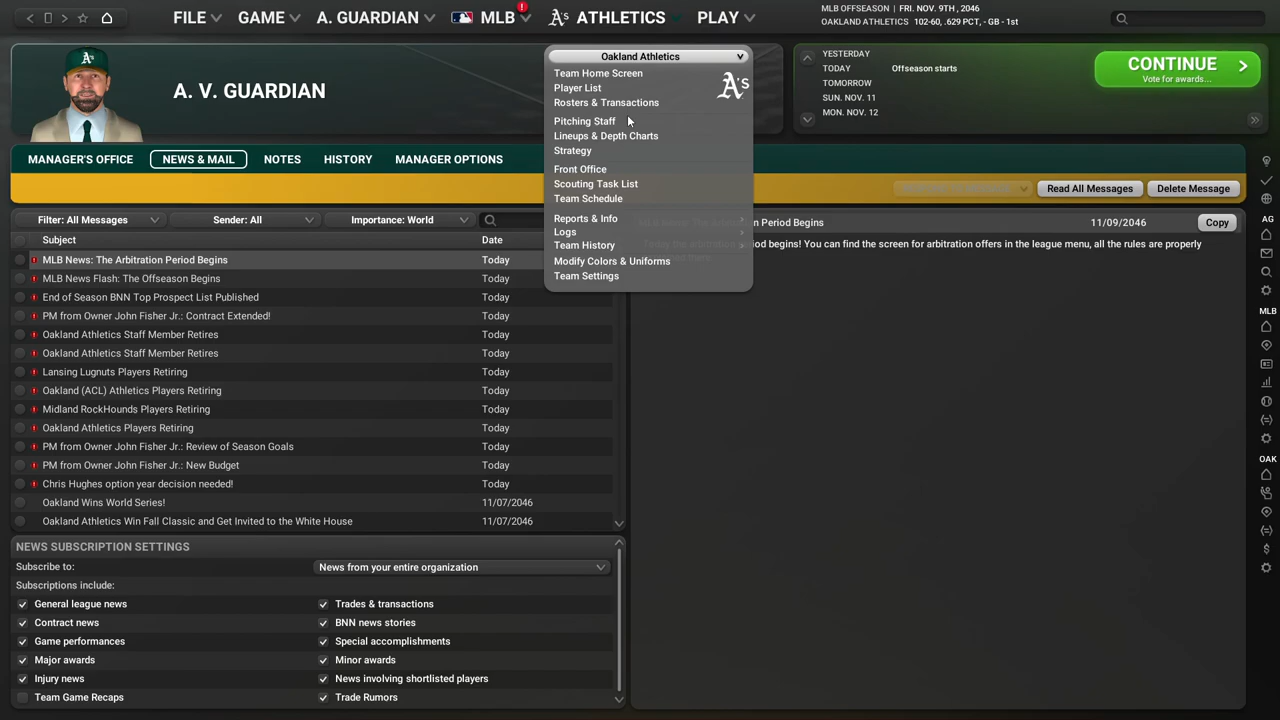 FILE
GAME
A. GUARDIAN
MLB
A's ATHLETICS
PLAY
MLB OFFSEASON | FRI. NOV. 9TH , 2046
OAKLAND ATHLETICS 102-60, .629 PCT, - GB - 1st
A. V. GUARDIAN
Oakland Athletics
Team Home Screen
Player List
Rosters & Transactions
Pitching Staff
Lineups & Depth Charts
Strategy
Front Office
Scouting Task List
Team Schedule
Reports & Info
Logs
Team History
Modify Colors & Uniforms
Team Settings
A's
YESTERDAY
TODAY Offseason starts
TOMORROW
SUN. NOV. 11
MON. NOV. 12
CONTINUE
Vote for awards...
MANAGER'S OFFICE
NEWS & MAIL
NOTES
HISTORY
MANAGER OPTIONS
Read All Messages
Delete Message
Filter: All Messages
Sender: All
Importance: World
Subject Date
MLB News: The Arbitration Period Begins Today
MLB News Flash: The Offseason Begins Today
End of Season BNN Top Prospect List Published Today
PM from Owner John Fisher Jr.: Contract Extended! Today
Oakland Athletics Staff Member Retires Today
Oakland Athletics Staff Member Retires Today
Lansing Lugnuts Players Retiring Today
Oakland (ACL) Athletics Players Retiring Today
Midland RockHounds Players Retiring Today
Oakland Athletics Players Retiring Today
PM from Owner John Fisher Jr.: Review of Season Goals Today
PM from Owner John Fisher Jr.: New Budget Today
Chris Hughes option year decision needed! Today
Oakland Wins World Series! 11/07/2046
Oakland Athletics Win Fall Classic and Get Invited to the White House 11/07/2046
Period Begins 11/09/2046
Copy
period begins! You can find the screen for arbitration offers in the league menu, all the rules are properly
NEWS SUBSCRIPTION SETTINGS
Subscribe to: News from your entire organization
Subscriptions include:
General league news Trades & transactions
Contract news BNN news stories
Game performances Special accomplishments
Major awards Minor awards
Injury news News involving shortlisted players
Team Game Recaps Trade Rumors
AG
MLB
OAK